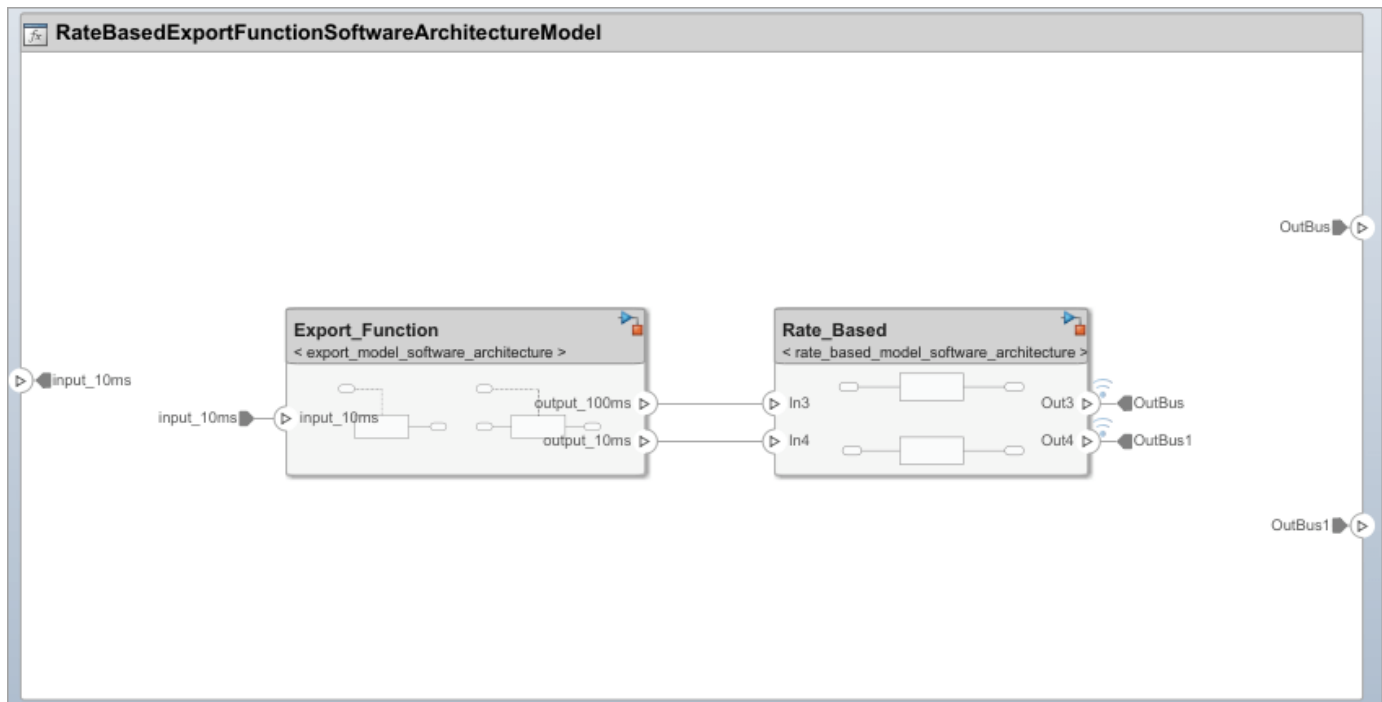 RateBasedExportFunctionSoftwareArchitectureModel
OutBus
Export_Function
< export_model_software_architecture >
Rate_Based
< rate_based_model_software_architecture >
input_10ms
input_10ms
input_10ms
output_100ms
output_10ms
In3
In4
Out3
Out4
OutBus
OutBus1
OutBus1